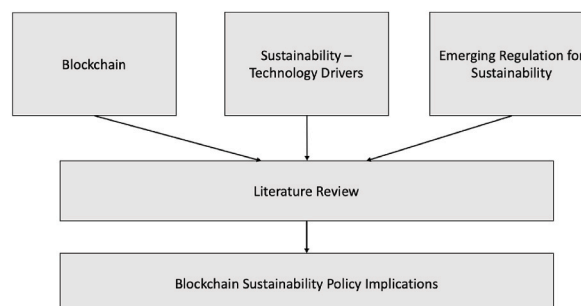 Blockchain
Sustainability –
Technology Drivers
Emerging Regulation for
Sustainability
Literature Review
Blockchain Sustainability Policy Implications